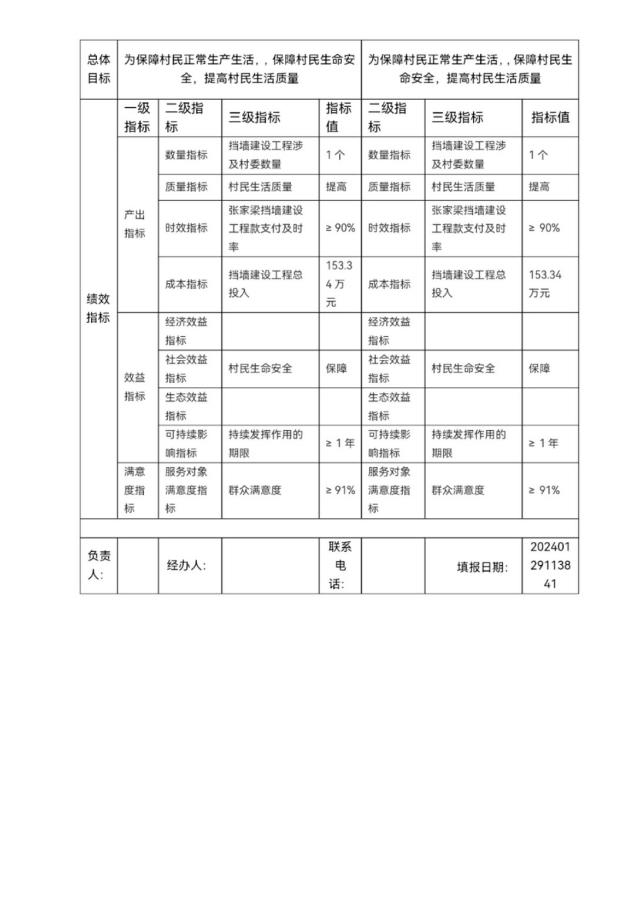 总体
目标
为保障村民正常生产生活,,保障村民生命安
全，提高村民生活质量
为保障村民正常生产生活,,保障村民生
命安全，提高村民生活质量
绩效
指标
一级
指标
二级指
标
三级指标
指标
值
二级指
标
三级指标
指标值
产出
指标
数量指标
挡墙建设工程涉
及村委数量
1 个
数量指标
挡墙建设工程涉
及村委数量
1 个
质量指标
村民生活质量
提高
质量指标
村民生活质量
提高
时效指标
张家梁挡墙建设
工程款支付及时
率
≥ 90%
时效指标
张家梁挡墙建设
工程款支付及时
率
≥ 90%
成本指标
挡墙建设工程总
投入
153.3
4 万
元
成本指标
挡墙建设工程总
投入
153.34
万元
效益
指标
经济效益
指标
经济效益
指标
社会效益
指标
村民生命安全
保障
社会效益
指标
村民生命安全
保障
生态效益
指标
生态效益
指标
可持续影
响指标
持续发挥作用的
期限
≥ 1 年
可持续影
响指标
持续发挥作用的
期限
≥ 1 年
满意
度指
标
服务对象
满意度指
标
群众满意度
≥ 91%
服务对象
满意度指
标
群众满意度
≥ 91%
负责
人：
经办人：
联系
电
话：
填报日期：
202401
291138
41